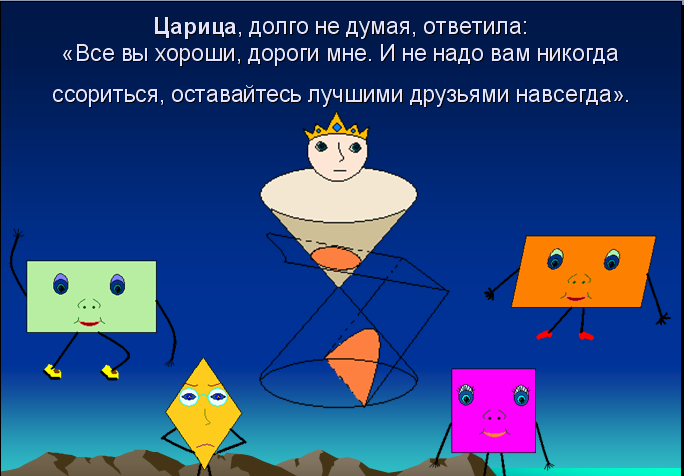 Царица, долго не думая, ответила:
«Все вы хороши, дороги мне. И не надо вам никогда
ссориться, оставайтесь лучшими друзьями навсегда».